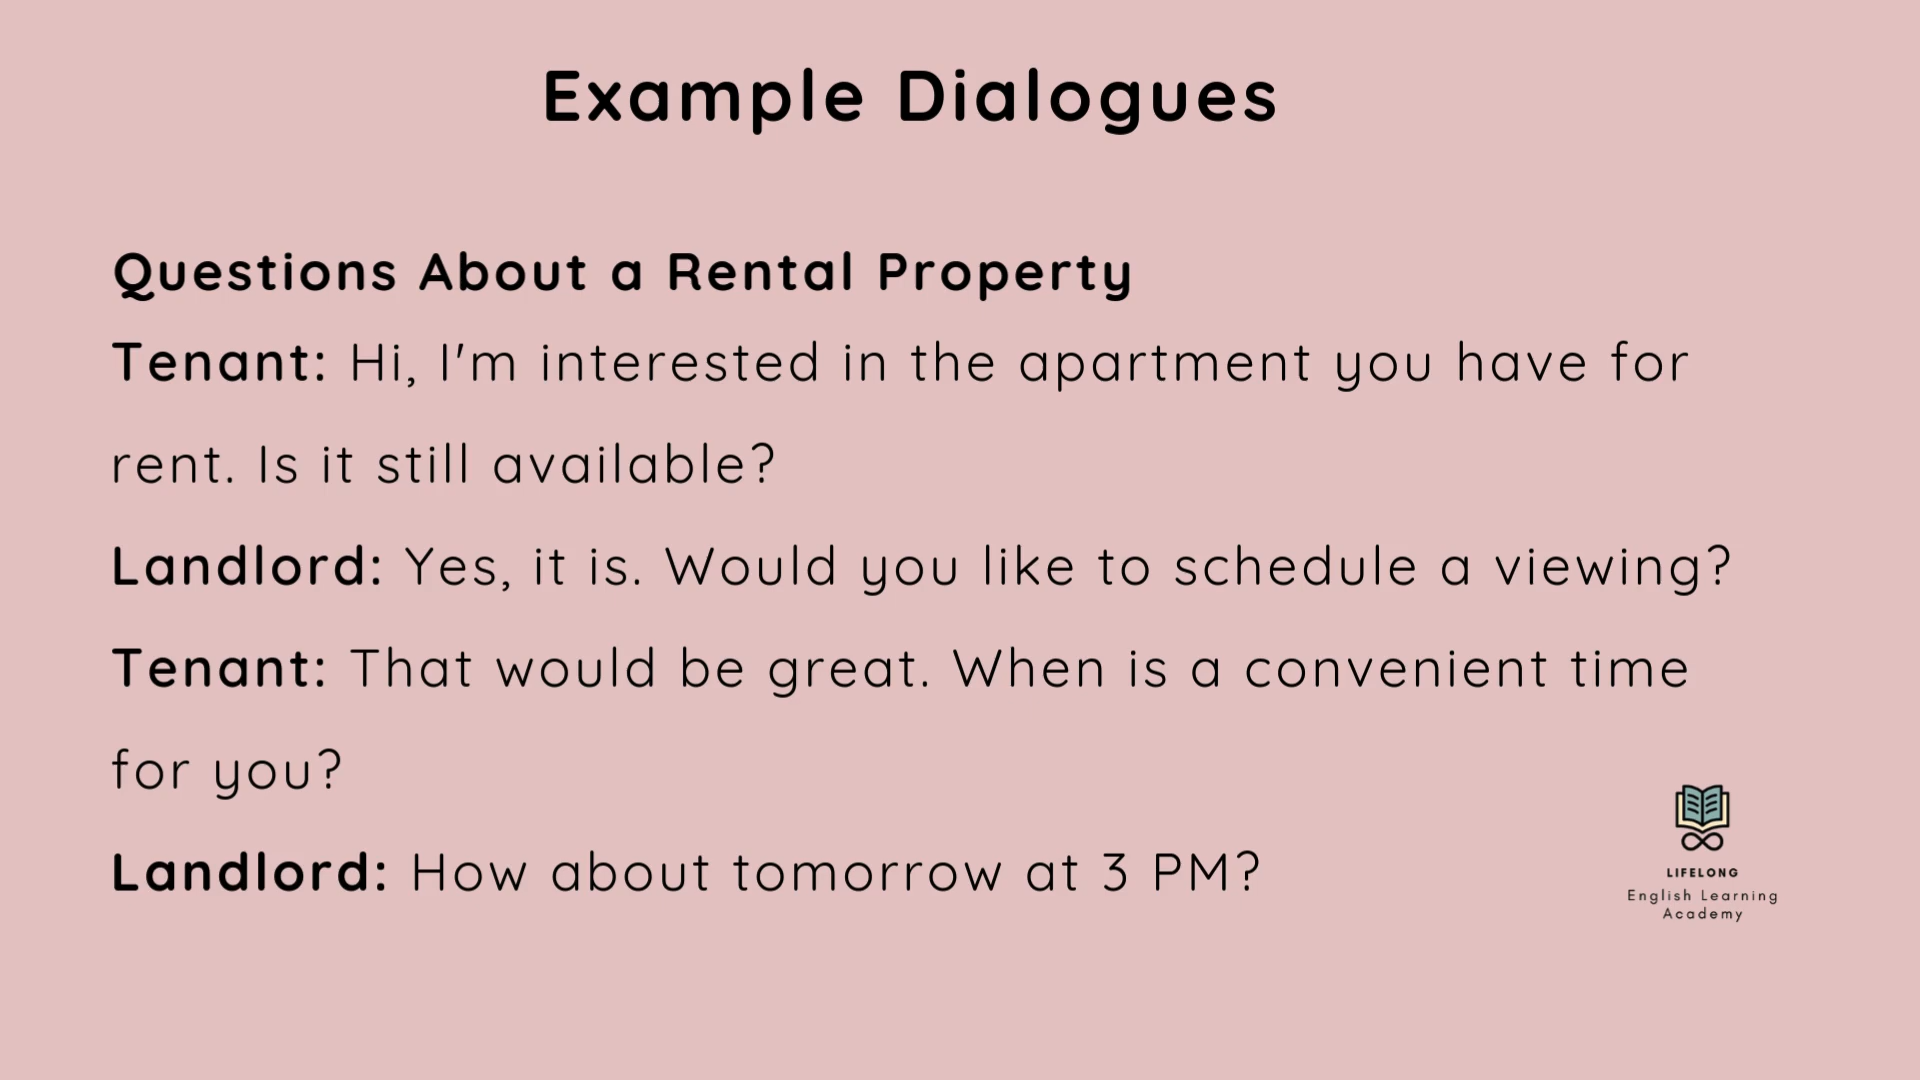 Example Dialogues
Questions About a Rental Property
Tenant: Hi, I'm interested in the apartment you have for
rent. Is it still available?
Landlord: Yes, it is. Would you like to schedule a viewing?
Tenant: That would be great. When is a convenient time
for you?
Landlord: How about tomorrow at 3 PM?
LIFELONG
English Learning
Academy